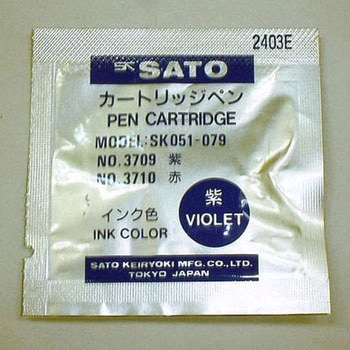 2403E
SK SATO
カートリッジペン
PEN CARTRIDGE
MODEL:SK051-079
NO.3709 紫
NO.3710 赤
インク色
INK COLOR
紫
VIOLET
SATO KEIRYOKI MFG.CO.,LTD.
TOKYO JAPAN